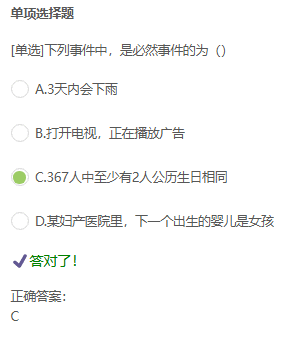 单项选择题
[单选]下列事件中，是必然事件的为（）
A.3天内会下雨
B.打开电视，正在播放广告
C.367人中至少有2人公历生日相同
D.某妇产医院里，下一个出生的婴儿是女孩
答对了！
正确答案：
C